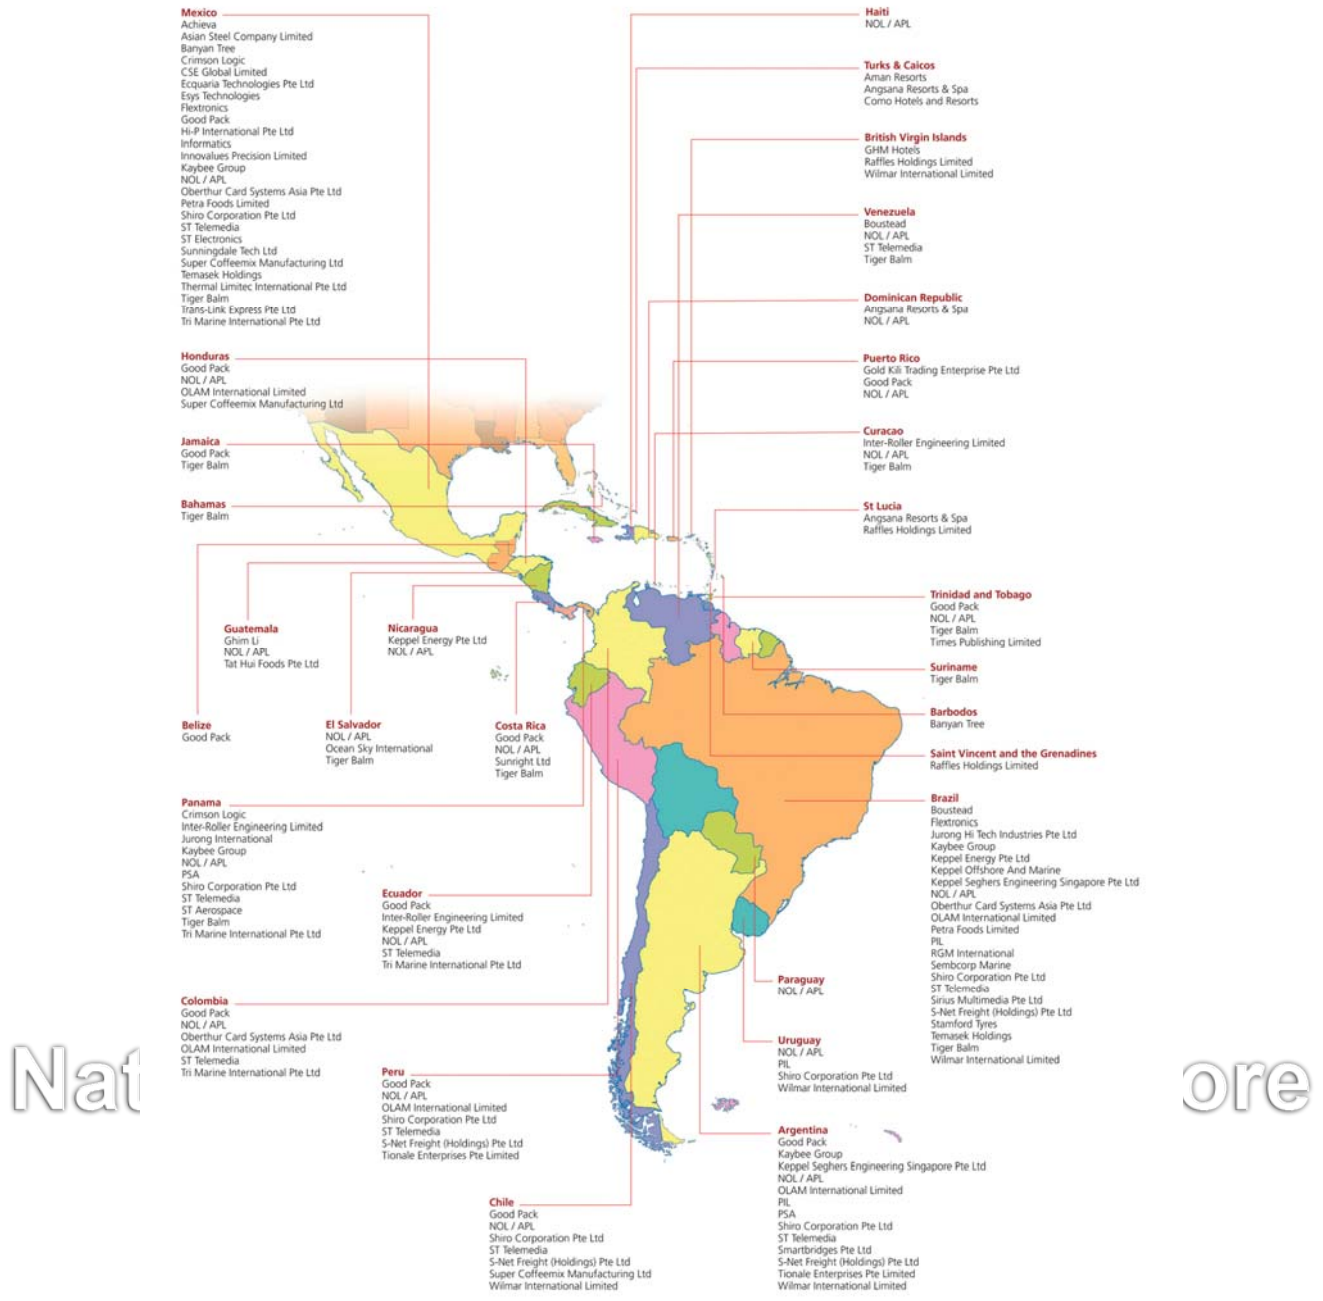 Mexico
Achieva
Asian Steel Company Limited
Banyan Tree
Crimson Logic
CSE Global Limited
Ecquaria Technologies Pte Ltd
Esys Technologies
Flextronics
Good Pack
Hi-P International Pte Ltd
Informatics
Innovalues Precision Limited
Kaybee Group
NOL / APL
Oberthur Card Systems Asia Pte Ltd
Petra Foods Limited
Shiro Corporation Pte Ltd
ST Telemedia
ST Electronics
Sunningdale Tech Ltd
Super Coffeemix Manufacturing Ltd
Temasek Holdings
Thermal Limitec International Pte Ltd
Tiger Balm
Trans-Link Express Pte Ltd
Tri Marine International Pte Ltd
Honduras
Good Pack
NOL / APL
OLAM International Limited
Super Coffeemix Manufacturing Ltd
Jamaica
Good Pack
Tiger Balm
Bahamas
Tiger Balm
Guatemala
Ghim Li
NOL / APL
Tat Hui Foods Pte Ltd
Nicaragua
Keppel Energy Pte Ltd
NOL / APL
Belize
Good Pack
El Salvador
NOL / APL
Ocean Sky International
Tiger Balm
Costa Rica
Good Pack
NOL / APL
Sunright Ltd
Tiger Balm
Panama
Crimson Logic
Inter-Roller Engineering Limited
Jurong International
Kaybee Group
NOL / APL
PSA
Shiro Corporation Pte Ltd
ST Telemedia
ST Aerospace
Tiger Balm
Tri Marine International Pte Ltd
Ecuador
Good Pack
Inter-Roller Engineering Limited
Keppel Energy Pte Ltd
NOL / APL
ST Telemedia
Tri Marine International Pte Ltd
Colombia
Good Pack
NOL / APL
Oberthur Card Systems Asia Pte Ltd
OLAM International Limited
ST Telemedia
Tri Marine International Pte Ltd
Peru
Good Pack
NOL / APL
OLAM International Limited
Shiro Corporation Pte Ltd
ST Telemedia
S-Net Freight (Holdings) Pte Ltd
Tionale Enterprises Pte Limited
Chile
Good Pack
NOL / APL
Shiro Corporation Pte Ltd
ST Telemedia
S-Net Freight (Holdings) Pte Ltd
Super Coffeemix Manufacturing Ltd
Wilmar International Limited
Haiti
NOL / APL
Turks & Caicos
Aman Resorts
Angsana Resorts & Spa
Como Hotels and Resorts
British Virgin Islands
GHM Hotels
Raffles Holdings Limited
Wilmar International Limited
Venezuela
Boustead
NOL / APL
ST Telemedia
Tiger Balm
Dominican Republic
Angsana Resorts & Spa
NOL / APL
Puerto Rico
Gold Kili Trading Enterprise Pte Ltd
Good Pack
NOL / APL
Curacao
Inter-Roller Engineering Limited
NOL / APL
Tiger Balm
St Lucia
Angsana Resorts & Spa
Raffles Holdings Limited
Trinidad and Tobago
Good Pack
NOL / APL
Tiger Balm
Times Publishing Limited
Suriname
Tiger Balm
Barbodos
Banyan Tree
Saint Vincent and the Grenadines
Raffles Holdings Limited
Brazil
Boustead
Flextronics
Jurong Hi Tech Industries Pte Ltd
Kaybee Group
Keppel Energy Pte Ltd
Keppel Offshore And Marine
Keppel Seghers Engineering Singapore Pte Ltd
NOL / APL
Oberthur Card Systems Asia Pte Ltd
OLAM International Limited
Petra Foods Limited
PIL
RGM International
Sembcorp Marine
Shiro Corporation Pte Ltd
ST Telemedia
Sirius Multimedia Pte Ltd
S-Net Freight (Holdings) Pte Ltd
Stamford Tyres
Temasek Holdings
Tiger Balm
Wilmar International Limited
Paraguay
NOL / APL
Uruguay
NOL / APL
PIL
Shiro Corporation Pte Ltd
Wilmar International Limited
Argentina
Good Pack
Kaybee Group
Keppel Seghers Engineering Singapore Pte Ltd
NOL / APL
OLAM International Limited
PIL
PSA
Shiro Corporation Pte Ltd
ST Telemedia
Smartbridges Pte Ltd
S-Net Freight (Holdings) Pte Ltd
Tionale Enterprises Pte Limited
Wilmar International Limited
Nat
ore